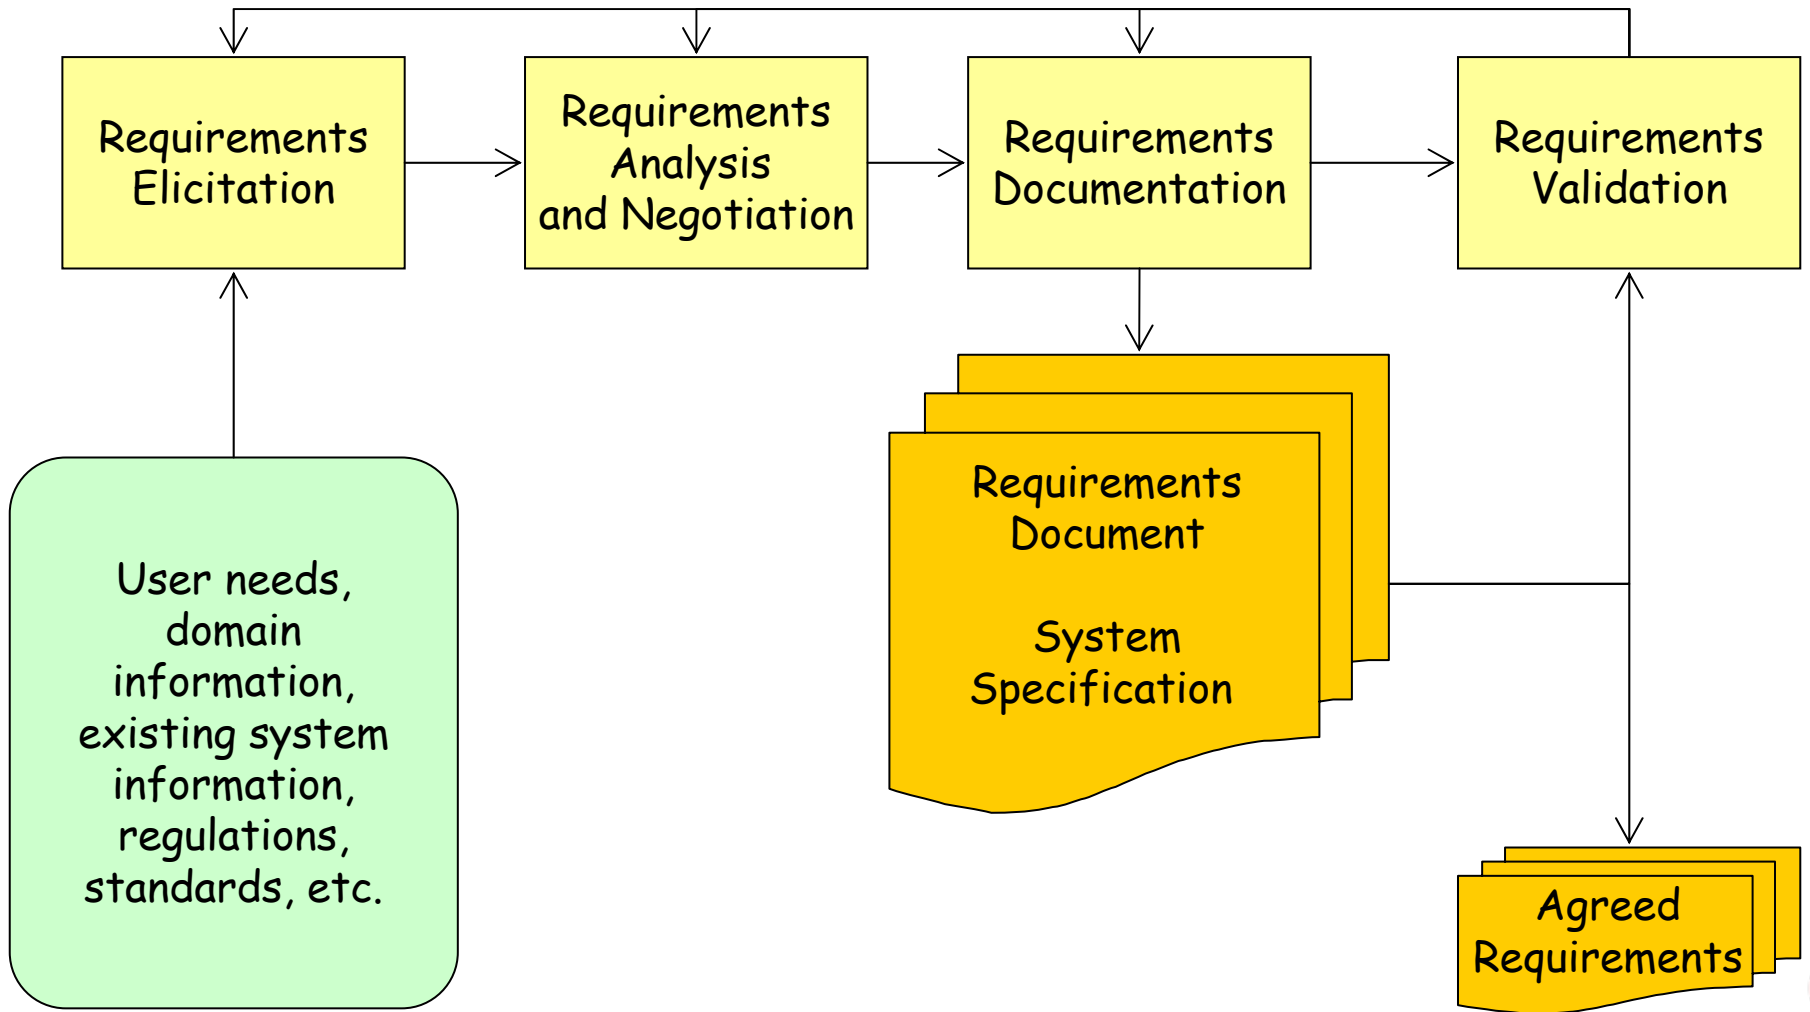 Requirements
Elicitation
Requirements
Analysis
and Negotiation
Requirements
Documentation
Requirements
Validation
User needs,
domain
information,
existing system
information,
regulations,
standards, etc.
Requirements
Document
System
Specification
Agreed
Requirements